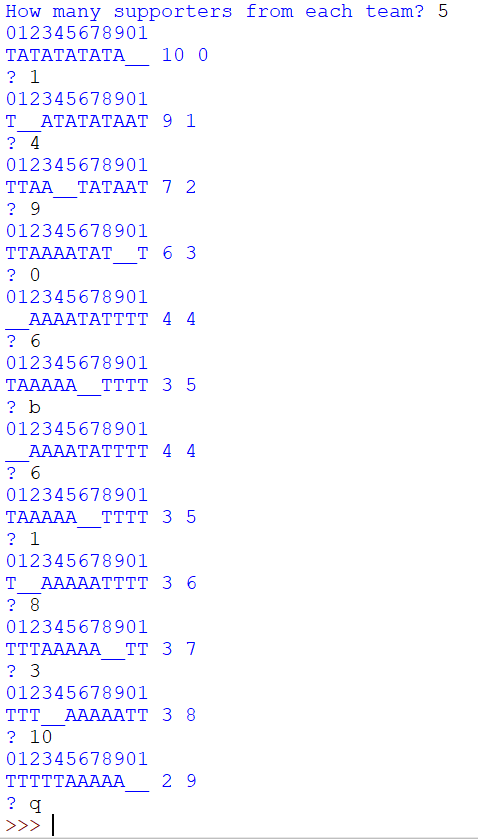 How many supporters from each team? 5
012345678901
TATATATATA__ 10 0
? 1
012345678901
T__ATATATAAT 9 1
? 4
012345678901
TTAA__TATAAT 7 2
? 9
012345678901
TTAAAATAT__T 6 3
? 0
012345678901
__AAAATATTTT 4 4
? 6
012345678901
TAAAAA__TTTT 3 5
? b
012345678901
__AAAATATTTT 4 4
? 6
012345678901
TAAAAA__TTTT 3 5
? 1
012345678901
T__AAAAATTTT 3 6
? 8
012345678901
TTTAAAAA__TT 3 7
? 3
012345678901
TTT__AAAAATT 3 8
? 10
012345678901
TTTTTAAAAA__ 2 9
? q
>>>